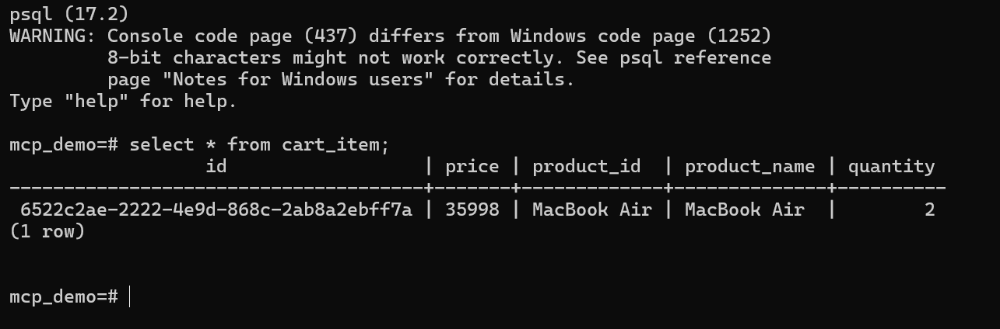 psql (17.2)
WARNING: Console code page (437) differs from Windows code page (1252)
         8-bit characters might not work correctly. See psql reference
         page "Notes for Windows users" for details.
Type "help" for help.

mcp_demo=# select * from cart_item;
                  id                  | price | product_id  | product_name | quantity
--------------------------------------+-------+-------------+--------------+----------
 6522c2ae-2222-4e9d-868c-2ab8a2ebff7a | 35998 | MacBook Air | MacBook Air  |        2
(1 row)

mcp_demo=#